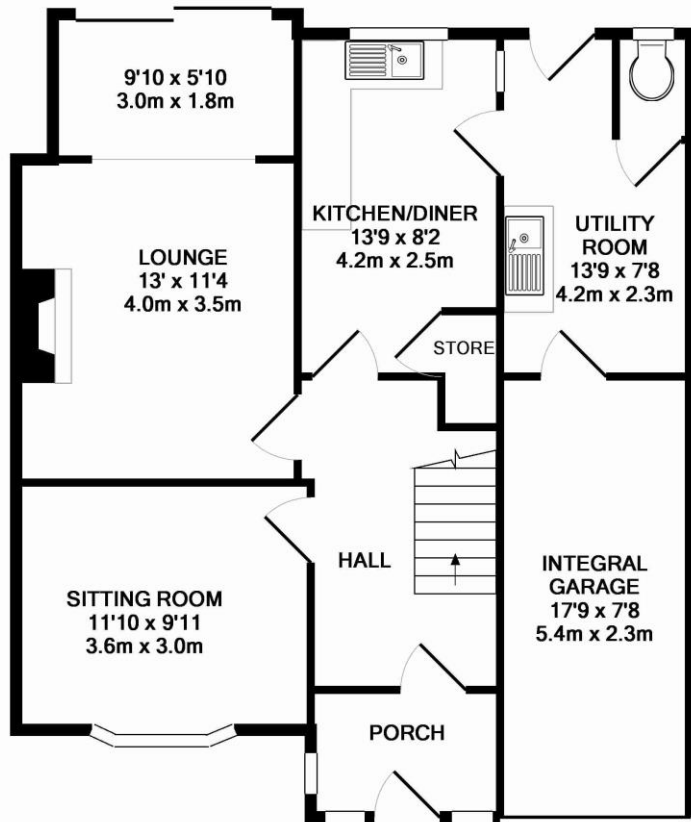 9'10 x 5'10
3.0m x 1.8m
LOUNGE
13' x 11'4
4.0m x 3.5m
KITCHEN/DINER
13'9 x 8'2
4.2m x 2.5m
UTILITY
ROOM
13'9 x 7'8
4.2m x 2.3m
STORE
HALL
SITTING ROOM
11'10 x 9'11
3.6m x 3.0m
INTEGRAL
GARAGE
17'9 x 7'8
5.4m x 2.3m
PORCH